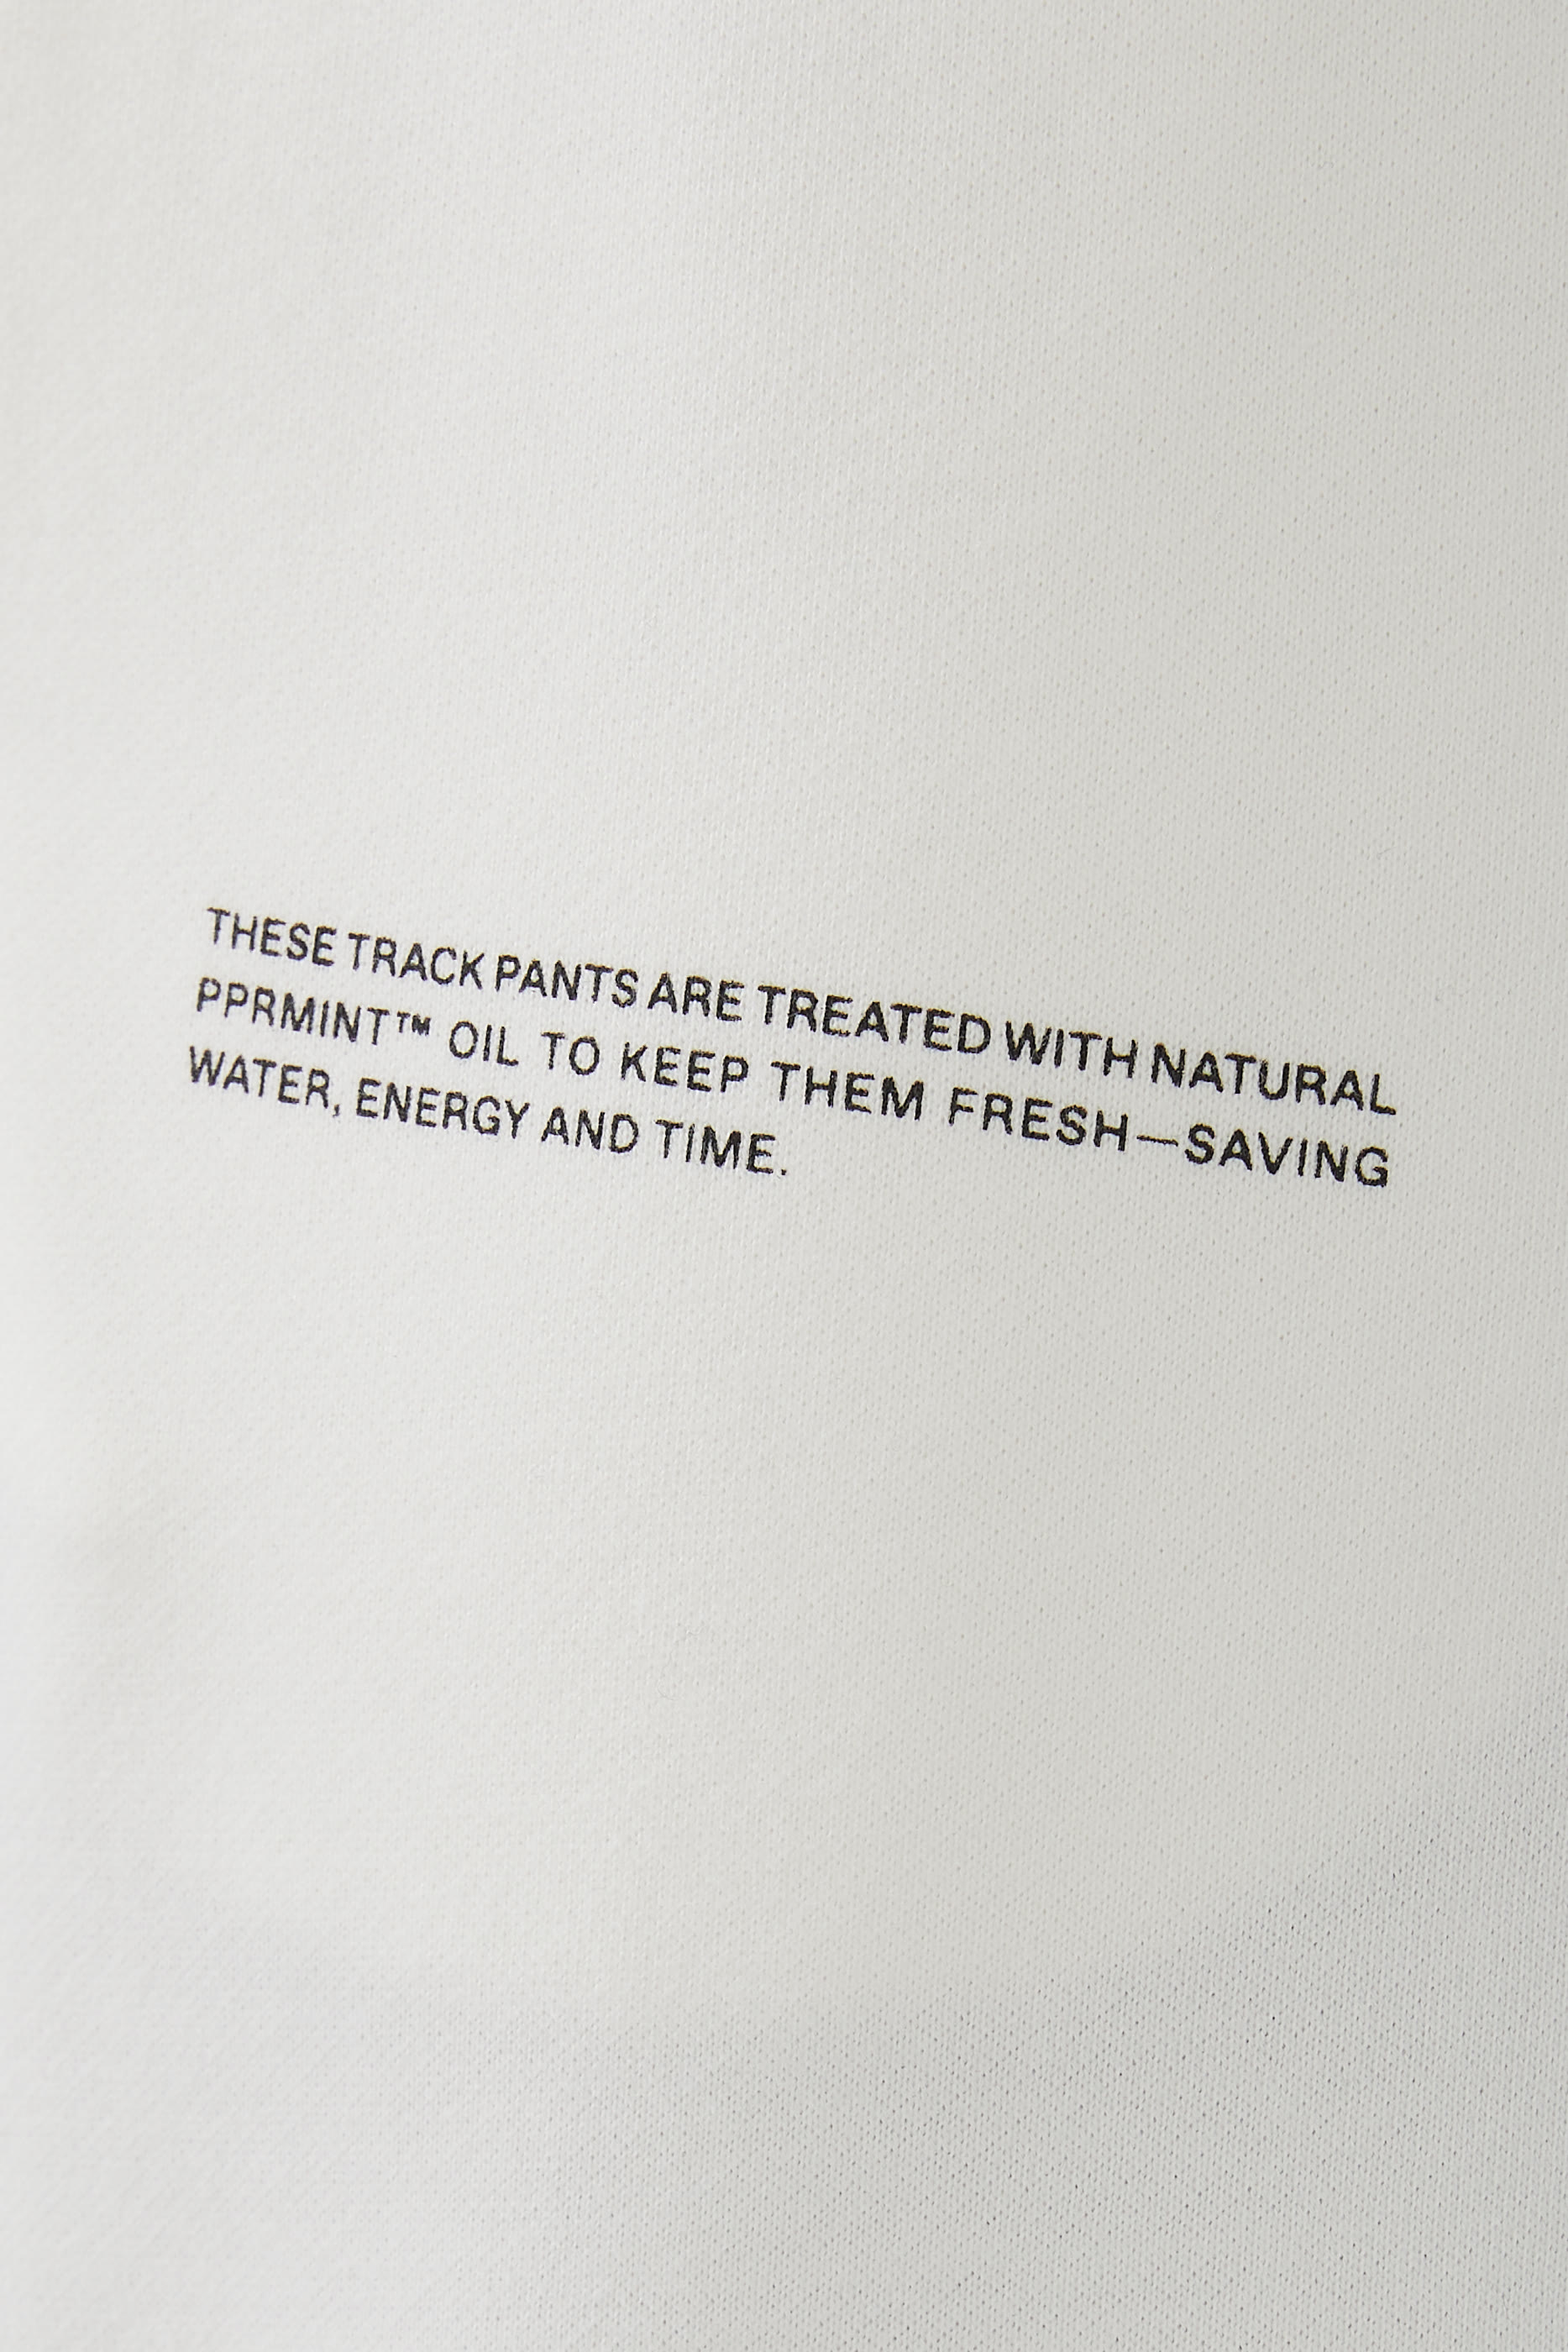 THESE TRACK PANTS ARE TREATED WITH NATURAL
PPRMINT™ OIL TO KEEP THEM FRESH—SAVING
WATER, ENERGY AND TIME.